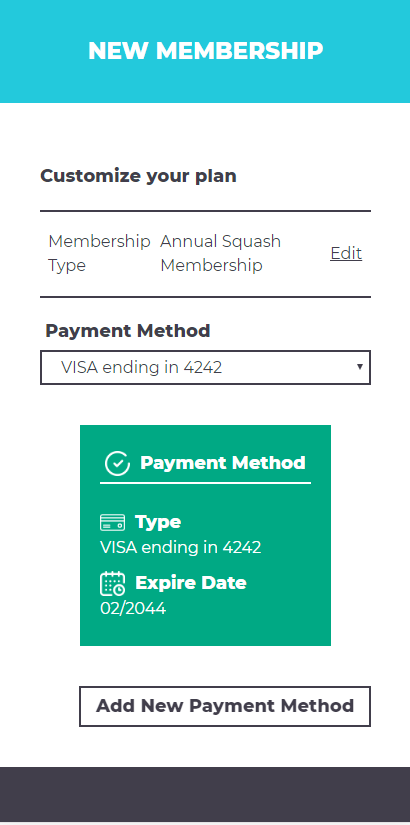 NEW MEMBERSHIP
Customize your plan
Membership Type
Annual Squash Membership
Edit
Payment Method
VISA ending in 4242
Payment Method
Type
VISA ending in 4242
Expire Date
02/2044
Add New Payment Method